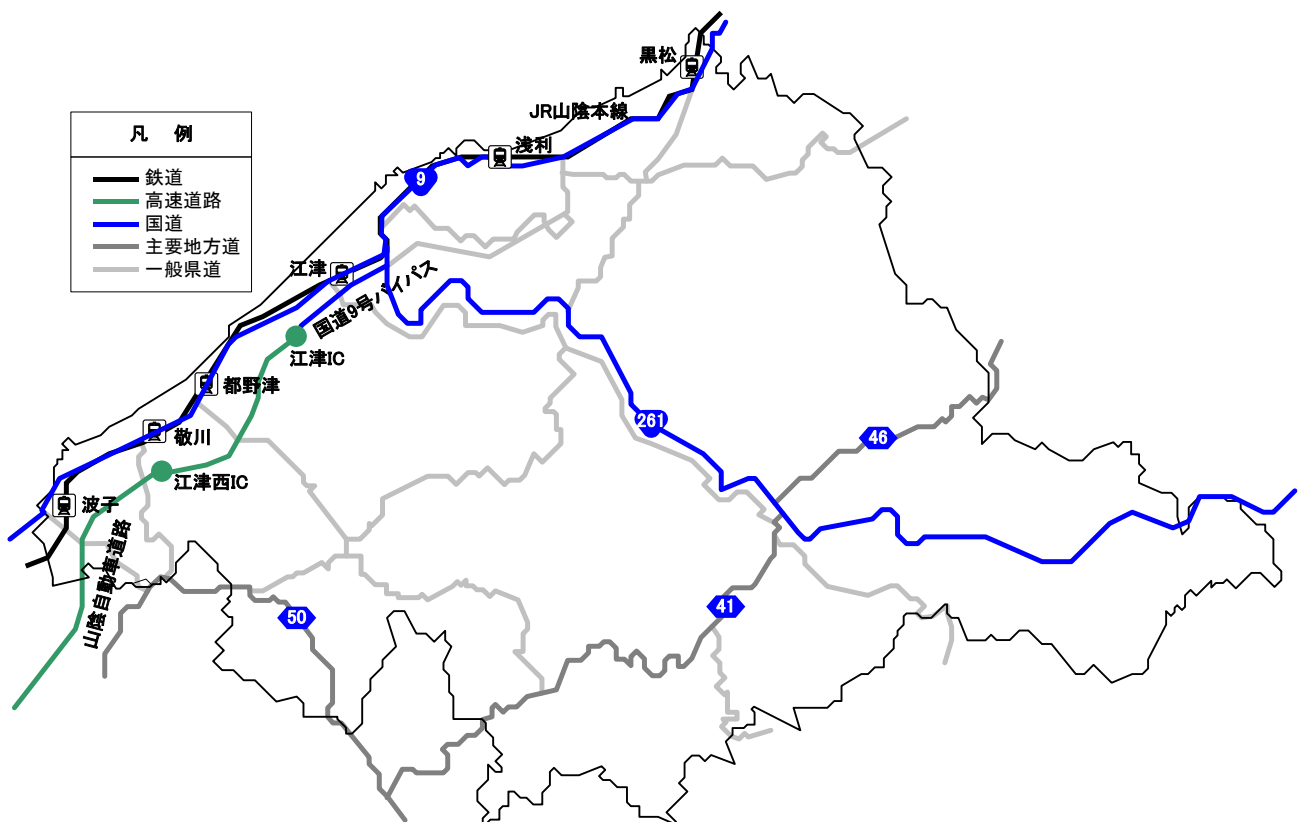 黒松
JR山陰本線
凡 例
浅利
鉄道
高速道路
国道
主要地方道
一般県道
9
江津
国道9号バイパス
江津IC
都野津
敬川
261
46
江津西IC
波子
山陰自動車道路
41
50